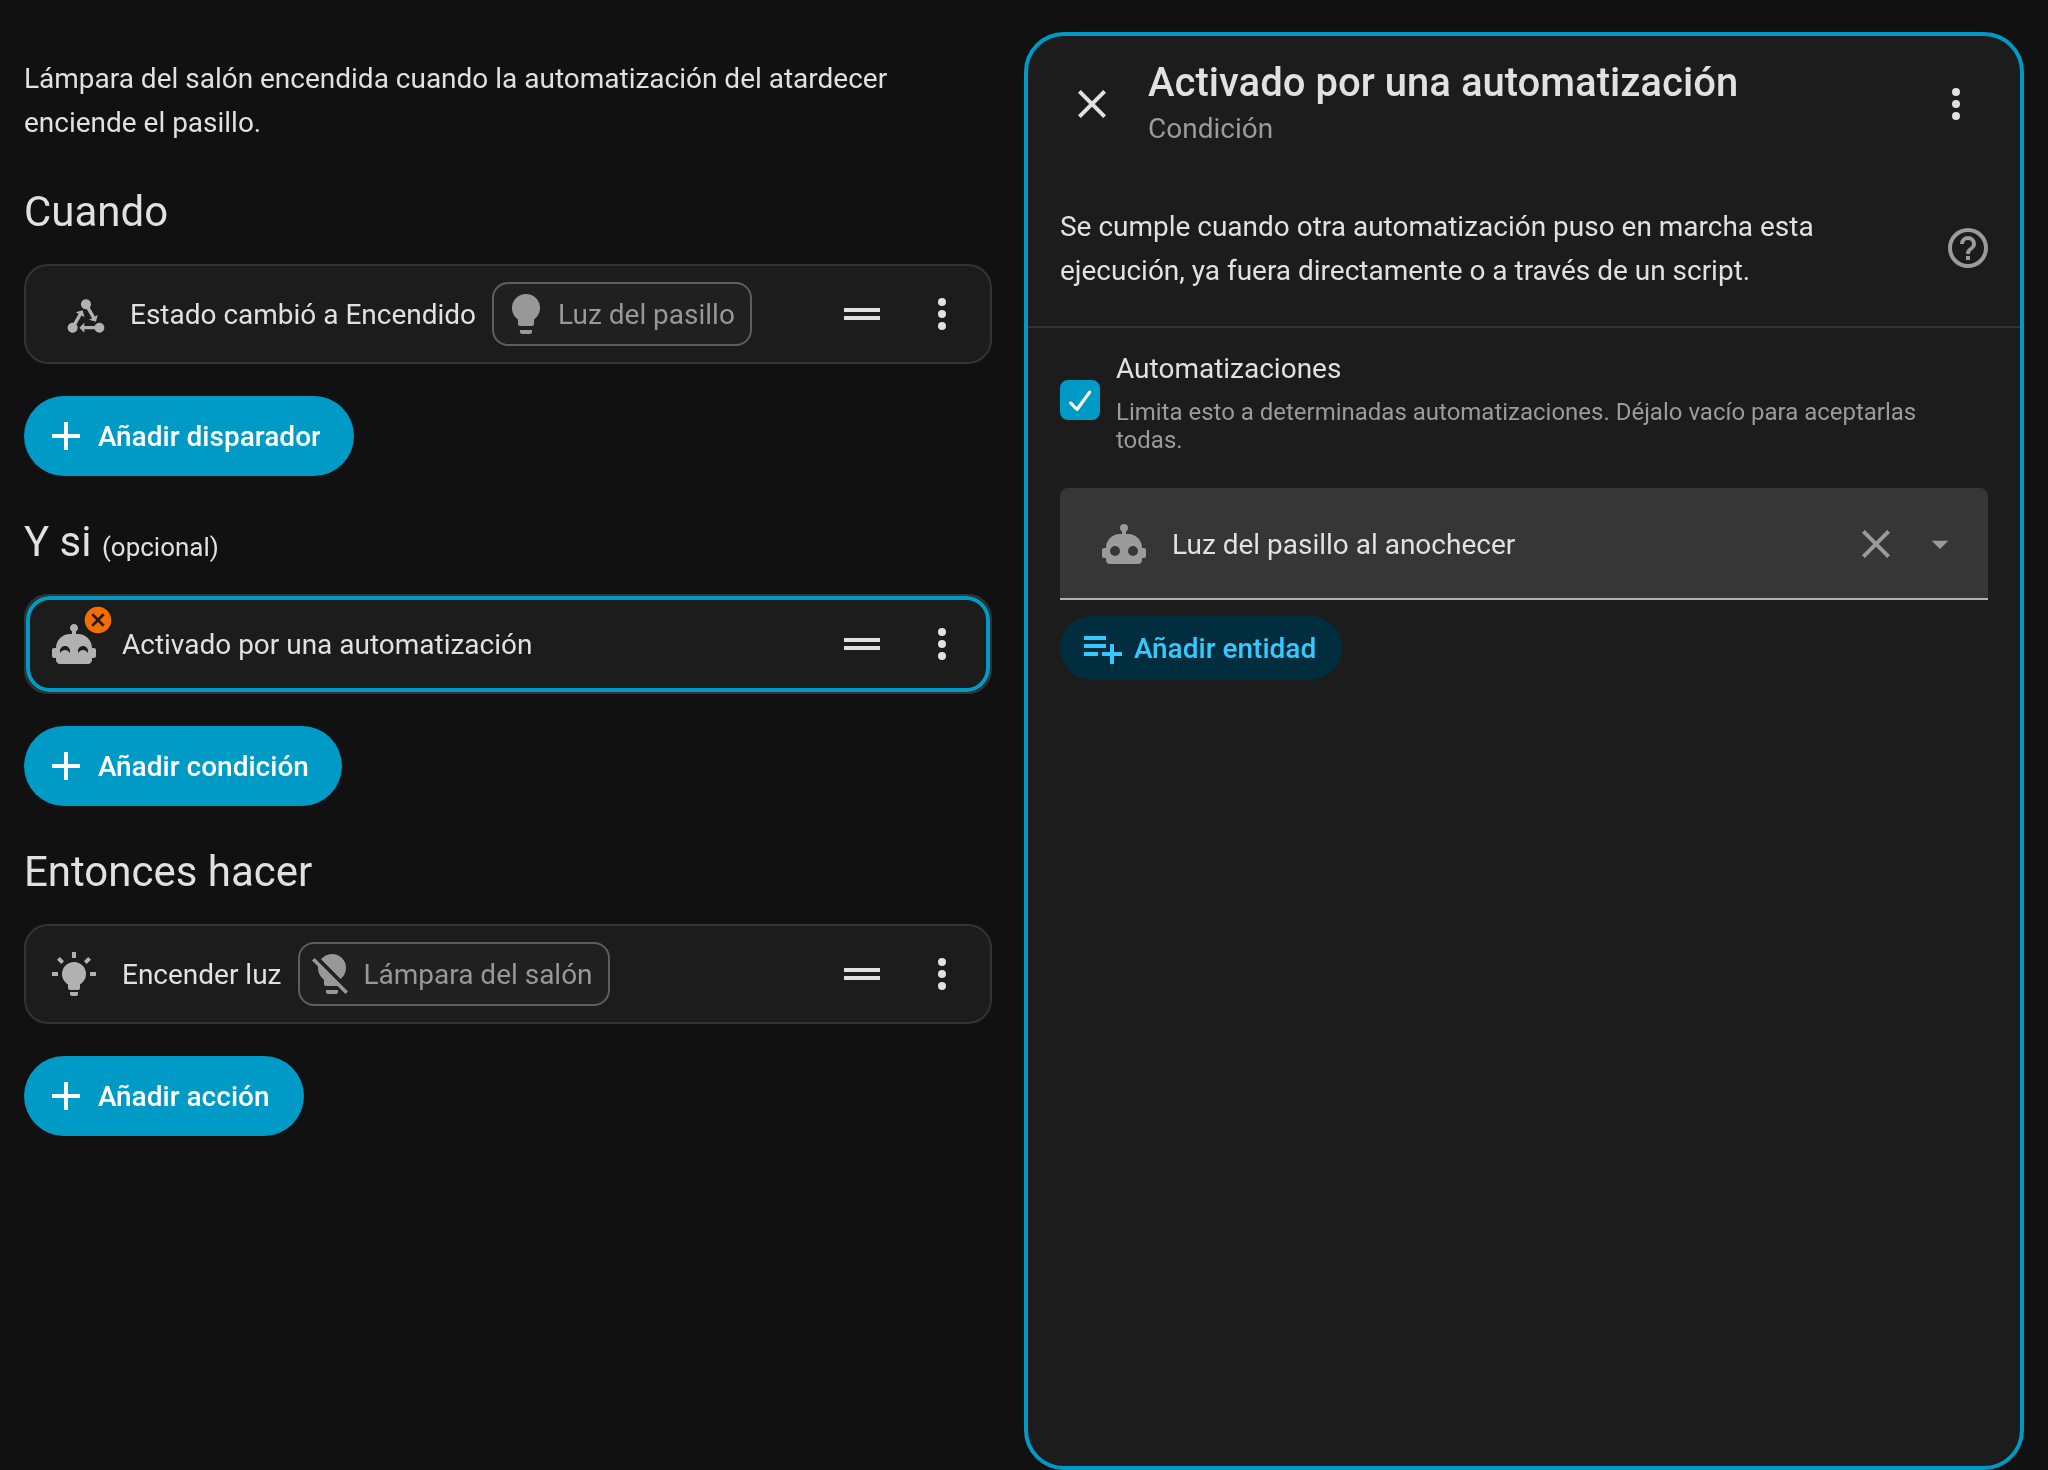 Lámpara del salón encendida cuando la automatización del atardecer
enciende el pasillo.
Cuando
Estado cambió a Encendido Luz del pasillo
Añadir disparador
Y si (opcional)
Activado por una automatización
Añadir condición
Entonces hacer
Encender luz Lámpara del salón
Añadir acción
Activado por una automatización
Condición
Se cumple cuando otra automatización puso en marcha esta
ejecución, ya fuera directamente o a través de un script.
Automatizaciones
Limita esto a determinadas automatizaciones. Déjalo vacío para aceptarlas
todas.
Luz del pasillo al anochecer
Añadir entidad